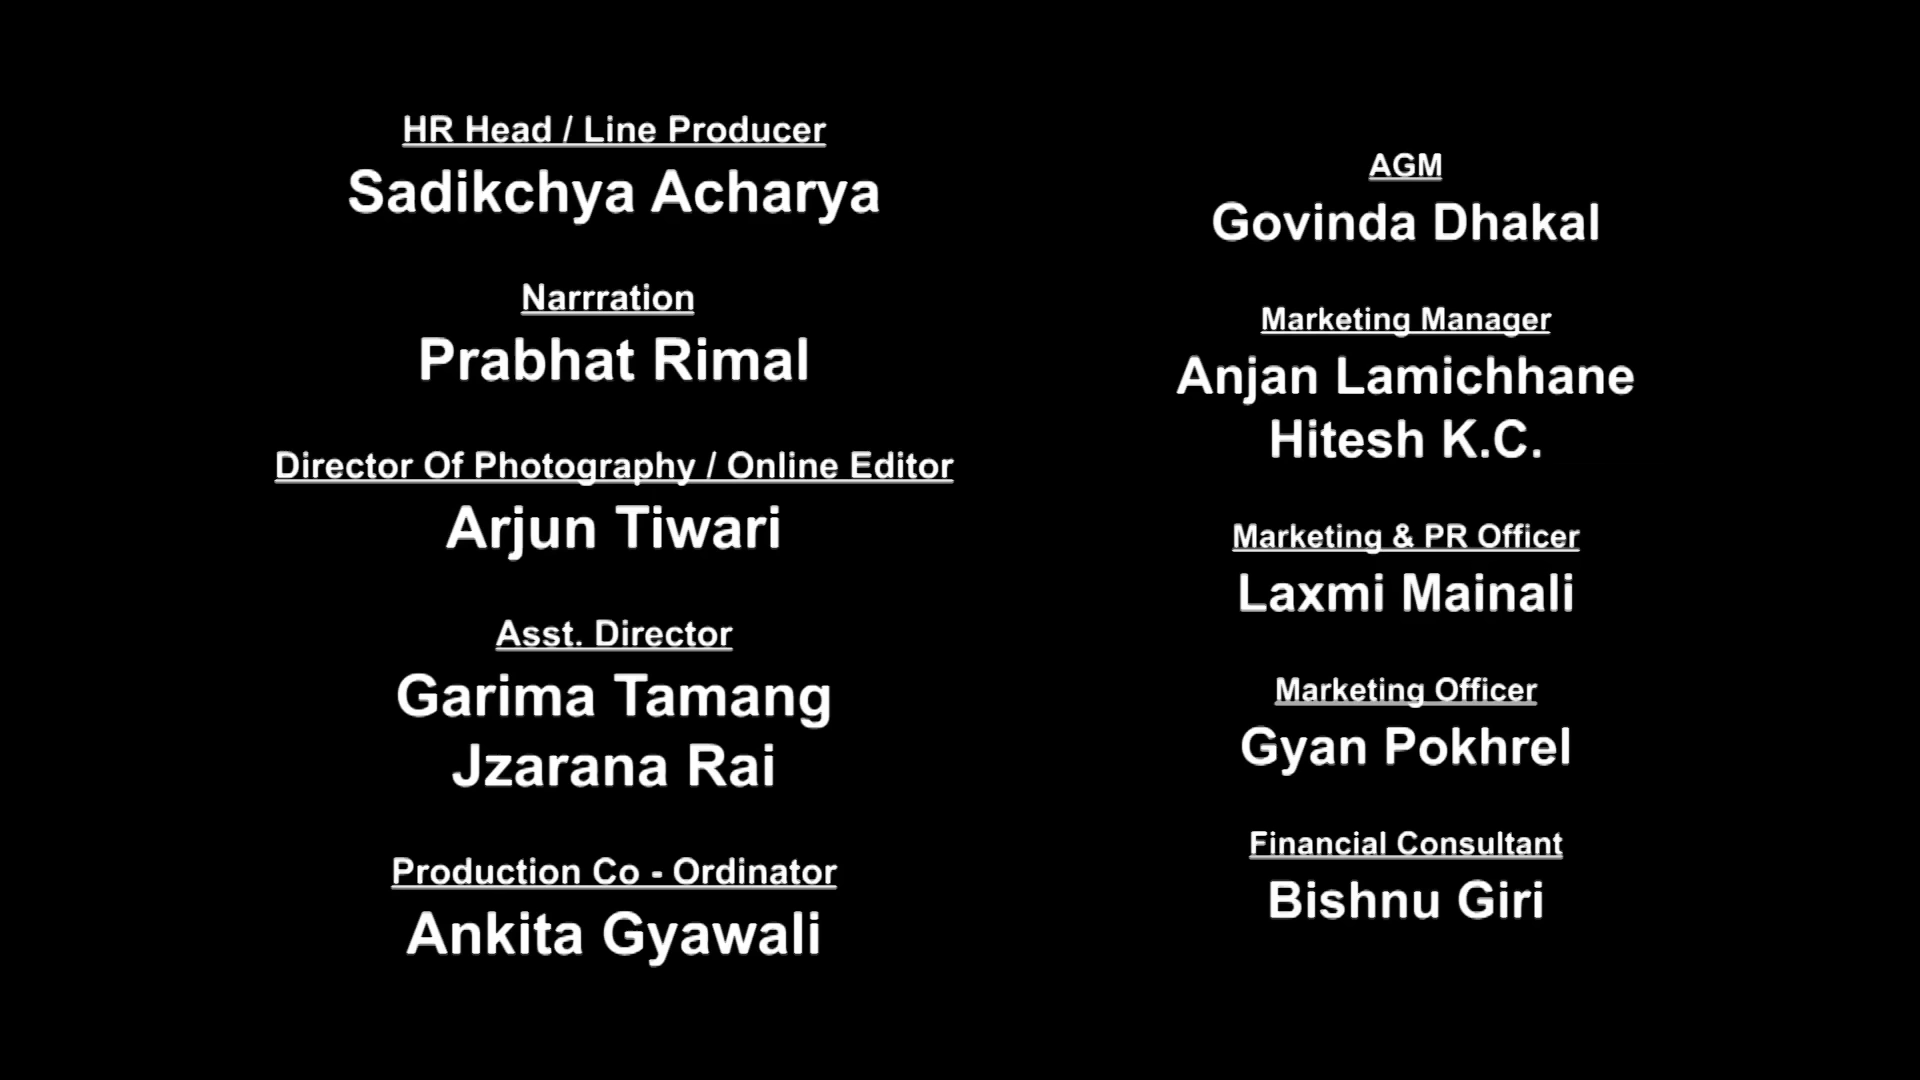 HR Head / Line Producer
Sadikchya Acharya
Narrration
Prabhat Rimal
Director Of Photography / Online Editor
Arjun Tiwari
Asst. Director
Garima Tamang
Jzarana Rai
Production Co - Ordinator
Ankita Gyawali
AGM
Govinda Dhakal
Marketing Manager
Anjan Lamichhane
Hitesh K.C.
Marketing & PR Officer
Laxmi Mainali
Marketing Officer
Gyan Pokhrel
Financial Consultant
Bishnu Giri